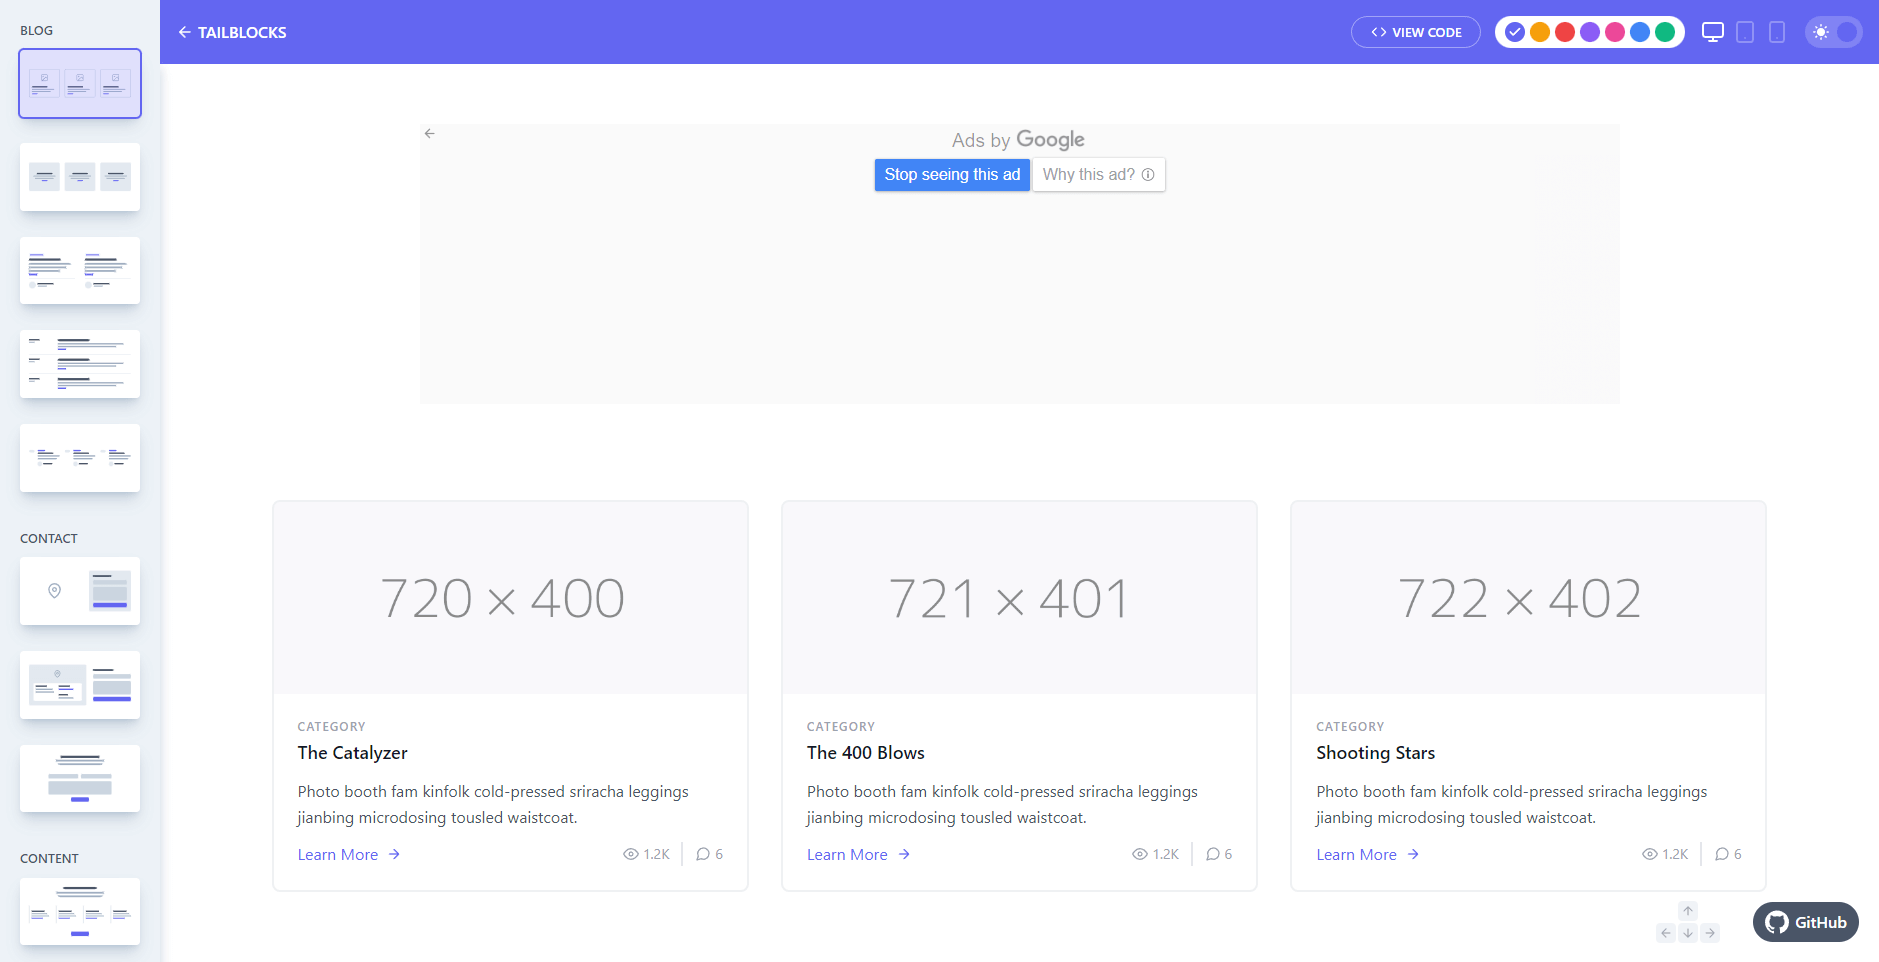 BLOG
CONTACT
CONTENT
TAILBLOCKS
VIEW CODE
Ads by Google
Stop seeing this ad
Why this ad?
720 × 400
CATEGORY
The Catalyzer
Photo booth fam kinfolk cold-pressed sriracha leggings
jianbing microdosing tousled waistcoat.
Learn More
1.2K
6
721 × 401
CATEGORY
The 400 Blows
Photo booth fam kinfolk cold-pressed sriracha leggings
jianbing microdosing tousled waistcoat.
Learn More
1.2K
6
722 × 402
CATEGORY
Shooting Stars
Photo booth fam kinfolk cold-pressed sriracha leggings
jianbing microdosing tousled waistcoat.
Learn More
1.2K
6
GitHub